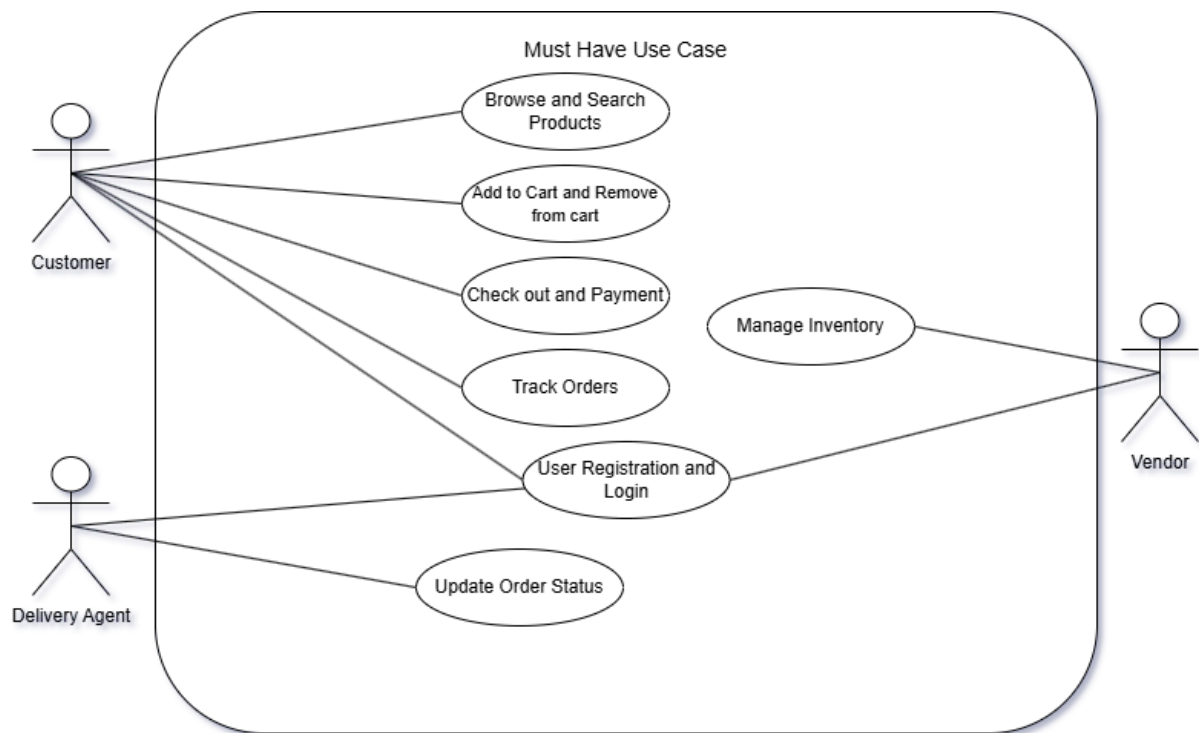 Must Have Use Case
Browse and Search
Products
Add to Cart and Remove
from cart
Customer
Check out and Payment
Manage Inventory
Track Orders
User Registration and
Login
Vendor
Update Order Status
Delivery Agent